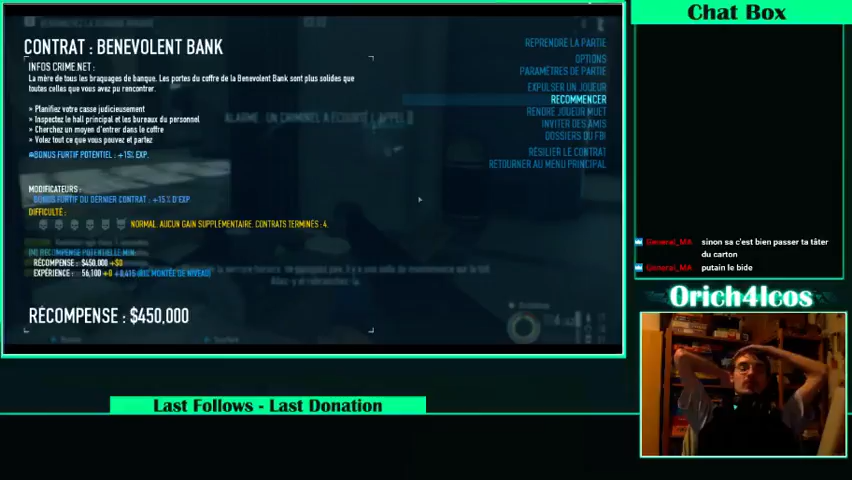 CONTRAT : BENEVOLENT BANK
INFOS CRIME.NET :
La mère de tous les braquages de banque. Les portes du coffre de la Benevolent Bank sont plus solides que
toutes celles que vous avez pu rencontrer.
» Planifiez votre casse judicieusement
» Inspectez le hall principal et les bureaux du personnel
» Cherchez un moyen d'entrer dans le coffre
» Volez tout ce que vous pouvez et partez
BONUS FURTIF POTENTIEL : +15% EXP.
MODIFICATEURS :
BONUS FURTIF DU DERNIER CONTRAT : +15% D'EXP
DIFFICULTÉ :
NORMAL. AUCUN GAIN SUPPLÉMENTAIRE. CONTRATS TERMINÉS : 4.
RÉCOMPENSE POTENTIELLE MIN.
RÉCOMPENSE : $450,000 +$0
EXPÉRIENCE : 56,100 +0
RÉCOMPENSE : $450,000
REPRENDRE LA PARTIE
OPTIONS
PARAMÈTRES DE PARTIE
EXPULSER UN JOUEUR
RECOMMENCER
RENDRE JOUEUR MUET
INVITER DES AMIS
DOSSIERS DU FBI
RÉSILIER LE CONTRAT
RETOURNER AU MENU PRINCIPAL
Chat Box
General_MA sinon sa c'est bien passer ta tâter
du carton
General_MA putain le bide
Orich4lcos
Last Follows - Last Donation